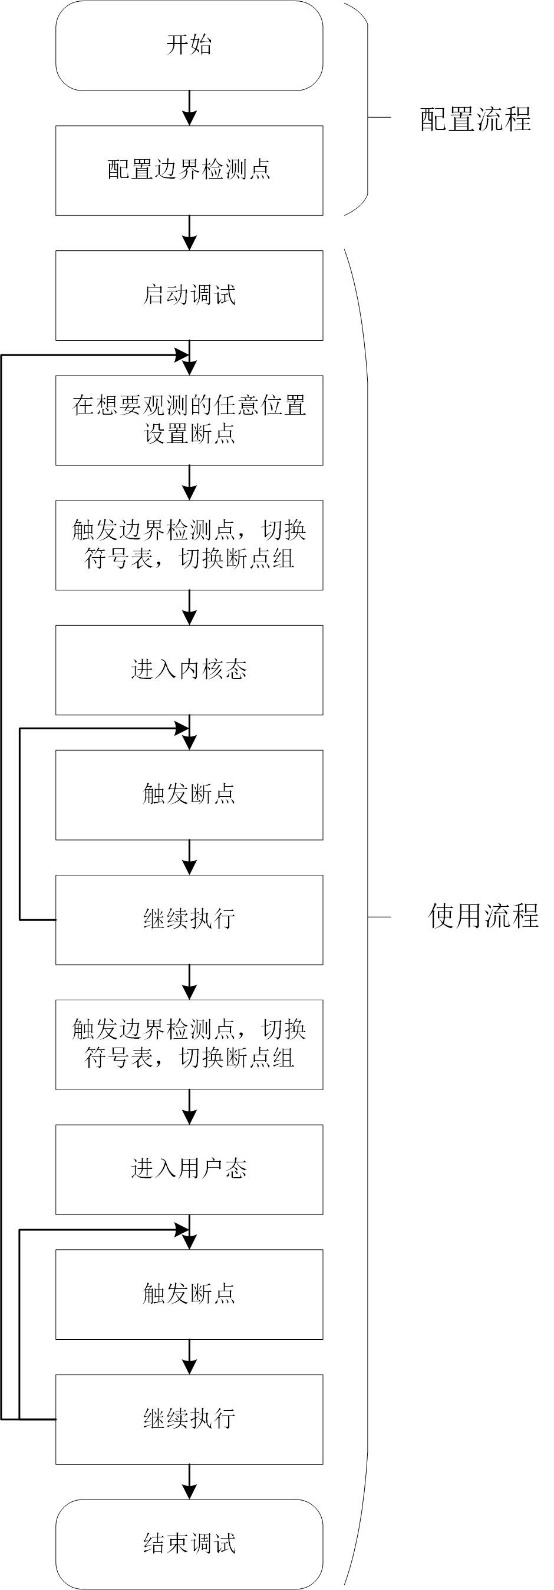 开始
配置流程
配置边界检测点
启动调试
在想要观测的任意位置
设置断点
触发边界检测点，切换
符号表，切换断点组
进入内核态
触发断点
继续执行
使用流程
触发边界检测点，切换
符号表，切换断点组
进入用户态
触发断点
继续执行
结束调试